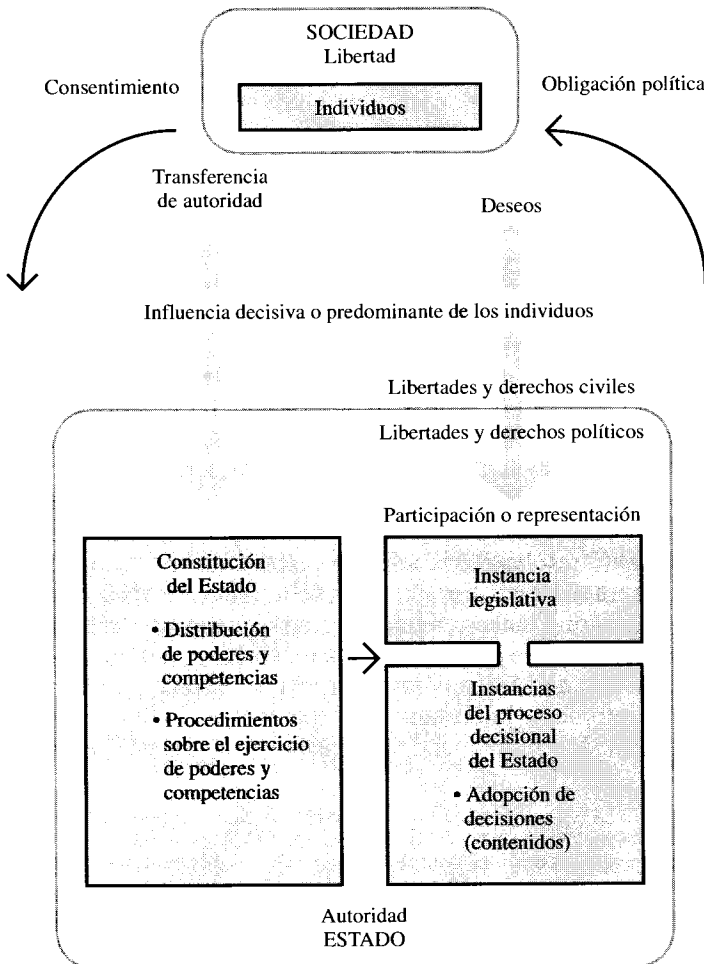 SOCIEDAD
Libertad
Consentimiento
Individuos
Obligación política
Transferencia
de autoridad
Deseos
Influencia decisiva o predominante de los individuos
Libertades y derechos civiles
Libertades y derechos políticos
Participación o representación
Constitución
del Estado
• Distribución
de poderes y
competencias
• Procedimientos
sobre el ejercicio
de poderes y
competencias
Instancia
legislativa
Instancias
del proceso
decisional
del Estado
• Adopción de
decisiones
(contenidos)
Autoridad
ESTADO